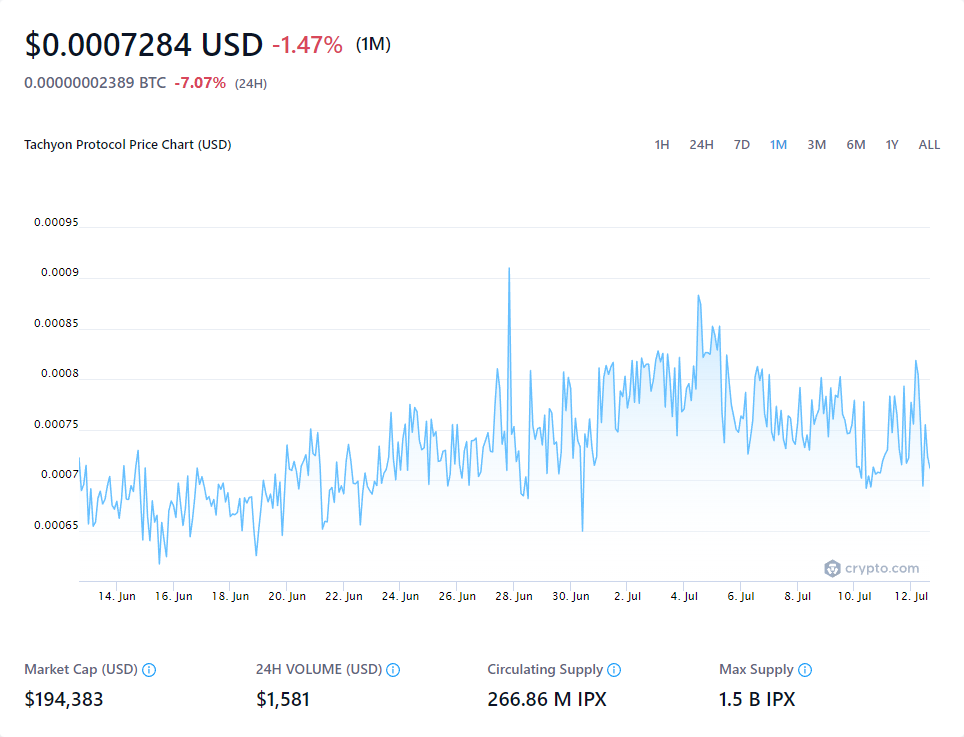 $0.0007284 USD -1.47% (1M)
0.00000002389 BTC -7.07% (24H)
Tachyon Protocol Price Chart (USD) 1H 24H 7D 1M 3M 6M 1Y ALL
0.00095
0.0009
0.00085
0.0008
0.00075
0.0007
0.00065
crypto.com
14. Jun 16. Jun 18. Jun 20. Jun 22. Jun 24. Jun 26. Jun 28. Jun 30. Jun 2. Jul 4. Jul 6. Jul 8. Jul 10. Jul 12. Jul
Market Cap (USD) 24H VOLUME (USD) Circulating Supply Max Supply
$194,383 $1,581 266.86 M IPX 1.5 B IPX